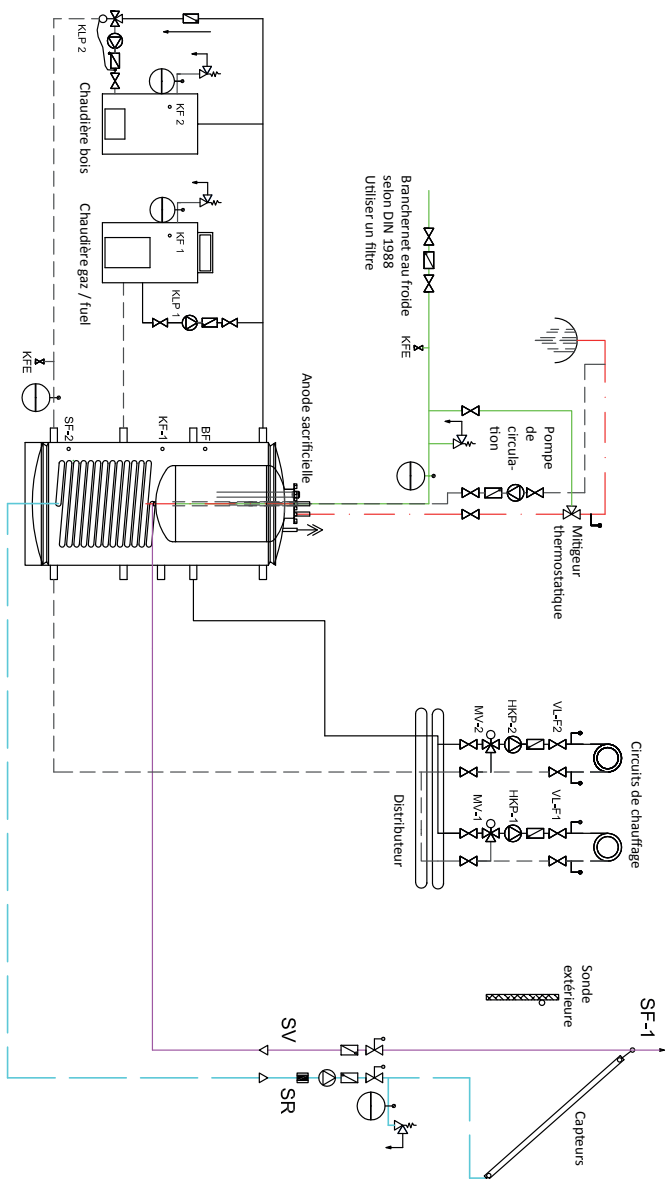 KLP 2
KF 2
Chaudière bois
KF 1
Chaudière gaz / fuel
KLP 1
KFE
SF-2
KF-1
BF
Anode sacrificielle
Branchernet eau froide
selon DIN 1988
Utiliser un filtre
KFE
Pompe
de
circula-
tion
Mitigeur
thermostatique
Circuits de chauffage
VL-F2
HKP-2
MV-2
VL-F1
HKP-1
MV-1
Distributeur
Sonde
extérieure
SF-1
Capteurs
SV
SR